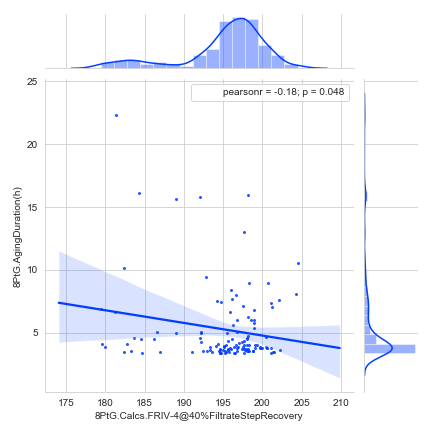 pearsonr = -0.18; p = 0.048
25
20
15
10
5
8PtG.AgingDuration(h)
175 180 185 190 195 200 205 210
8PtG.Calcs.FRIV-4@40%FiltrateStepRecovery